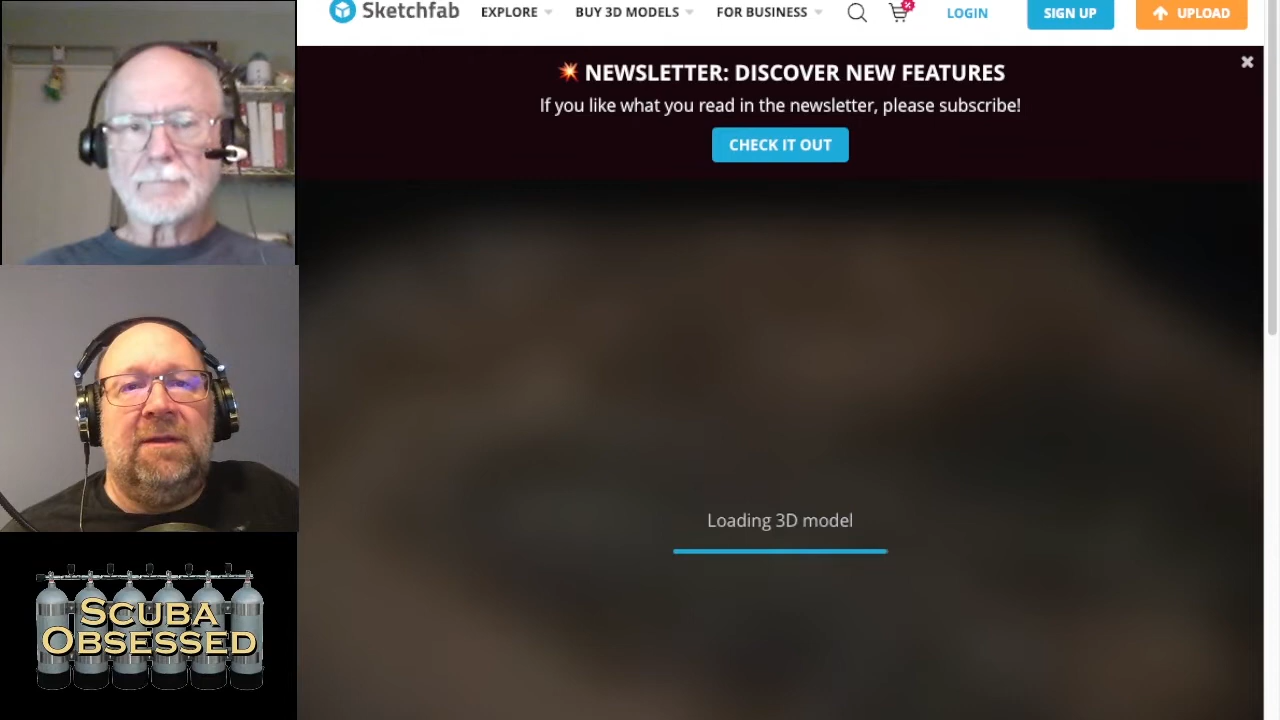 Sketchfab
EXPLORE
BUY 3D MODELS
FOR BUSINESS
LOGIN
SIGN UP
UPLOAD
💥 NEWSLETTER: DISCOVER NEW FEATURES
If you like what you read in the newsletter, please subscribe!
CHECK IT OUT
Loading 3D model
SCUBA
OBSESSED